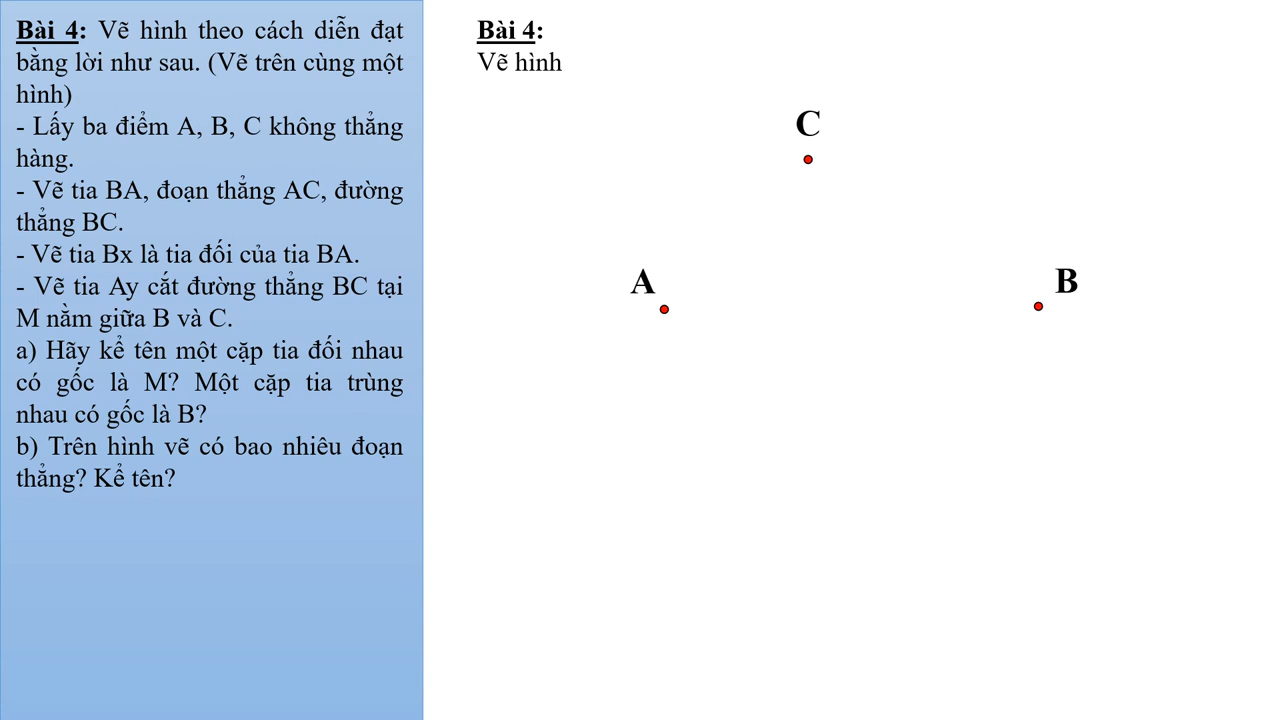 Bài 4: Vẽ hình theo cách diễn đạt
bằng lời như sau. (Vẽ trên cùng một
hình)
- Lấy ba điểm A, B, C không thẳng
hàng.
- Vẽ tia BA, đoạn thẳng AC, đường
thẳng BC.
- Vẽ tia Bx là tia đối của tia BA.
- Vẽ tia Ay cắt đường thẳng BC tại
M nằm giữa B và C.
a) Hãy kể tên một cặp tia đối nhau
có gốc là M? Một cặp tia trùng
nhau có gốc là B?
b) Trên hình vẽ có bao nhiêu đoạn
thẳng? Kể tên?
Bài 4:
Vẽ hình
C
A
B